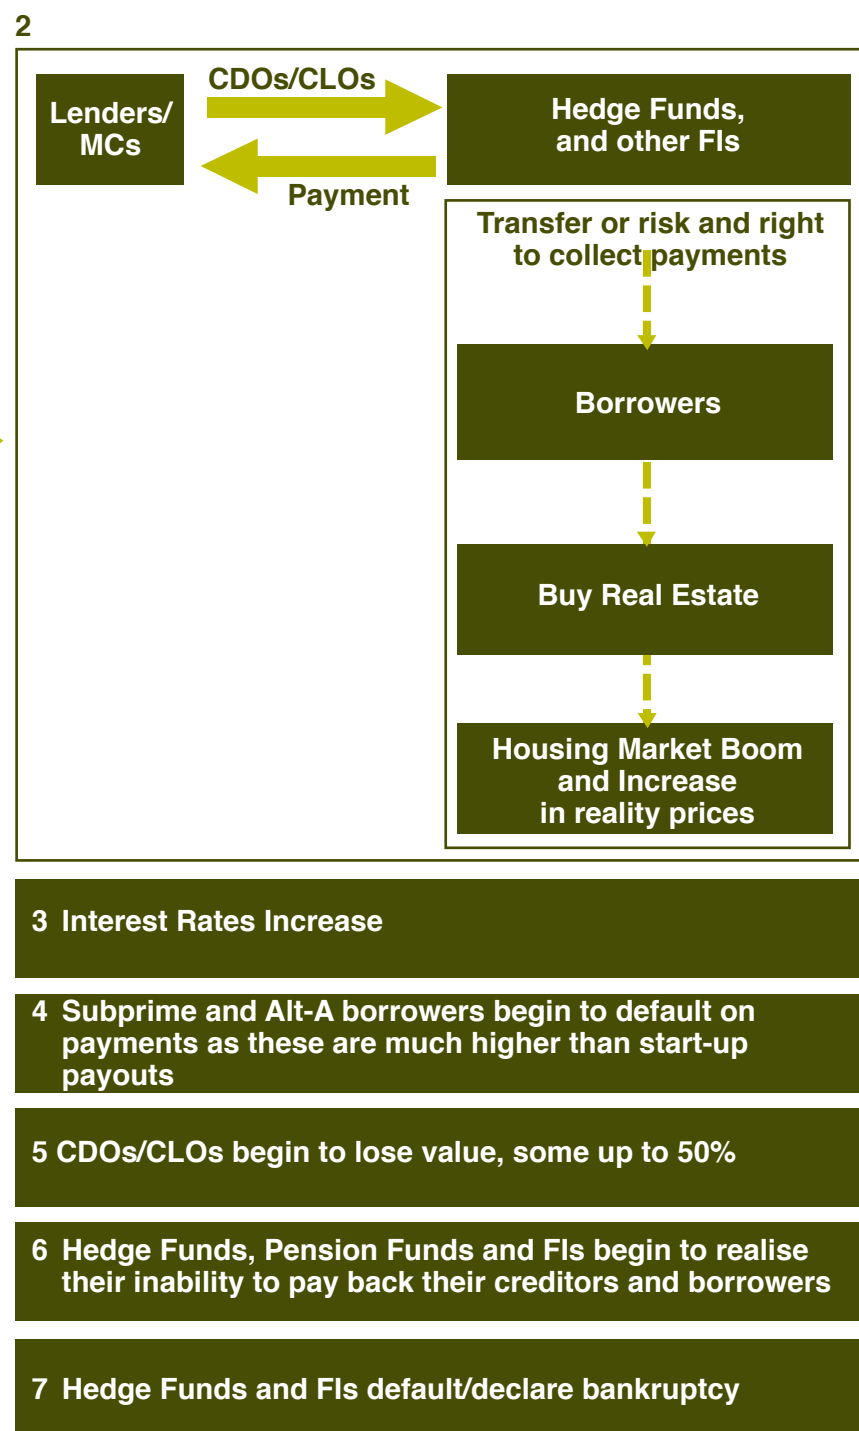 2
CDOs/CLOs
Lenders/
MCs
Hedge Funds,
and other FIs
Payment
Transfer or risk and right
to collect payments
Borrowers
Buy Real Estate
Housing Market Boom
and Increase
in reality prices
3 Interest Rates Increase
4 Subprime and Alt-A borrowers begin to default on
payments as these are much higher than start-up
payouts
5 CDOs/CLOs begin to lose value, some up to 50%
6 Hedge Funds, Pension Funds and FIs begin to realise
their inability to pay back their creditors and borrowers
7 Hedge Funds and FIs default/declare bankruptcy